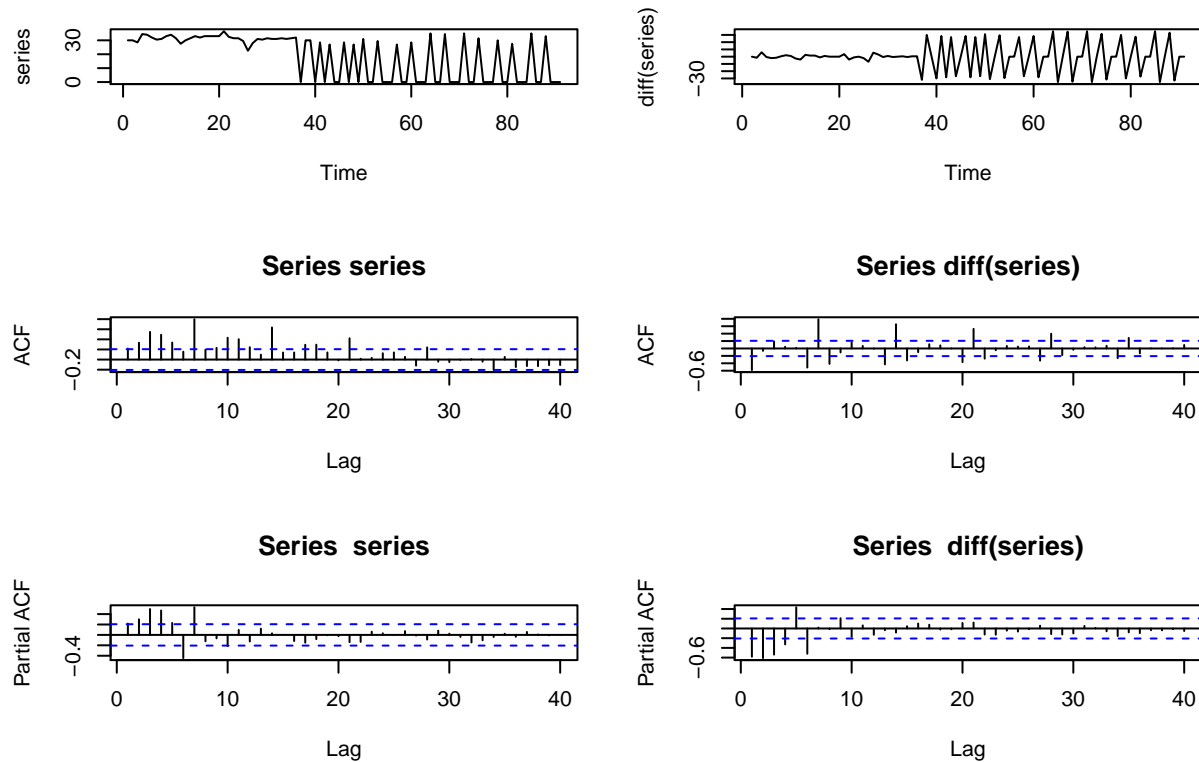 series
30
0
0 20 40 60 80
Time
diff(series)
−30
0 20 40 60 80
Time
Series series
ACF
−0.2
0 10 20 30 40
Lag
Series diff(series)
ACF
−0.6
0 10 20 30 40
Lag
Series series
Partial ACF
−0.4
0 10 20 30 40
Lag
Series diff(series)
Partial ACF
−0.6
0 10 20 30 40
Lag